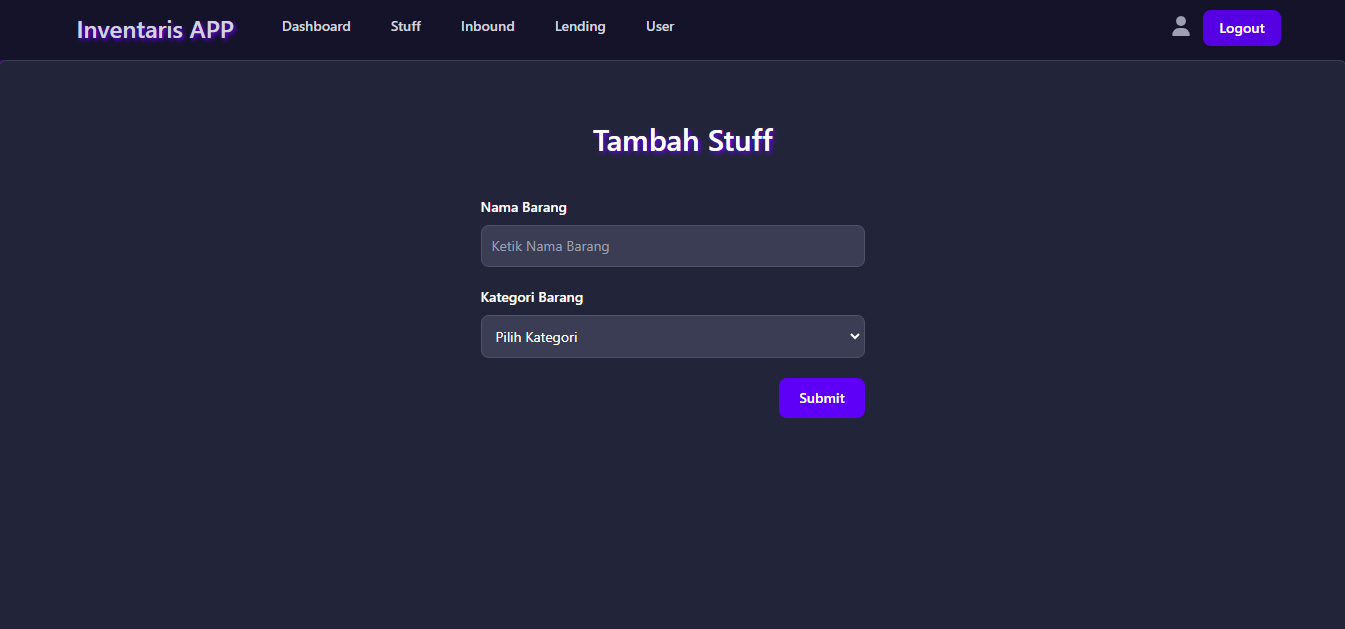 Inventaris APP Dashboard Stuff Inbound Lending User Logout
Tambah Stuff
Nama Barang
Ketik Nama Barang
Kategori Barang
Pilih Kategori
Submit